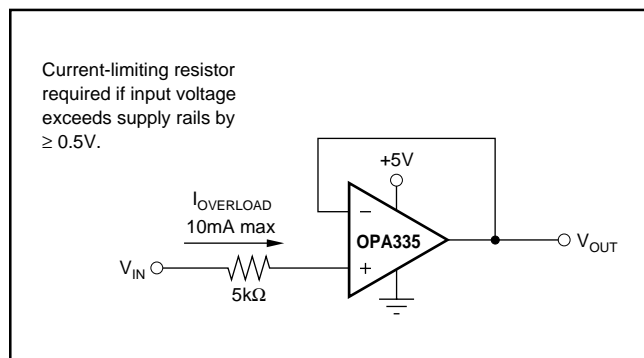 Current-limiting resistor
required if input voltage
exceeds supply rails by
≥ 0.5V.
+5V
I_OVERLOAD
10mA max
−
OPA335
V_OUT
V_IN
+
5kΩ